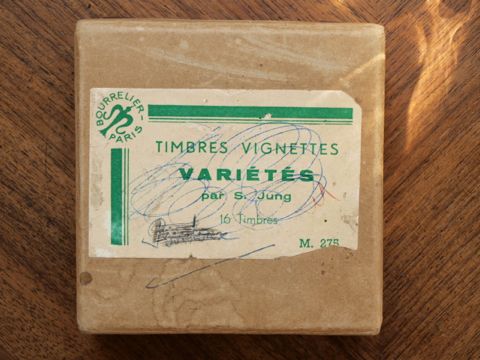 BOURRELIER-
PARIS
TIMBRES VIGNETTES
VARIÉTÉS
par S. Jung
16 Timbres
M. 275